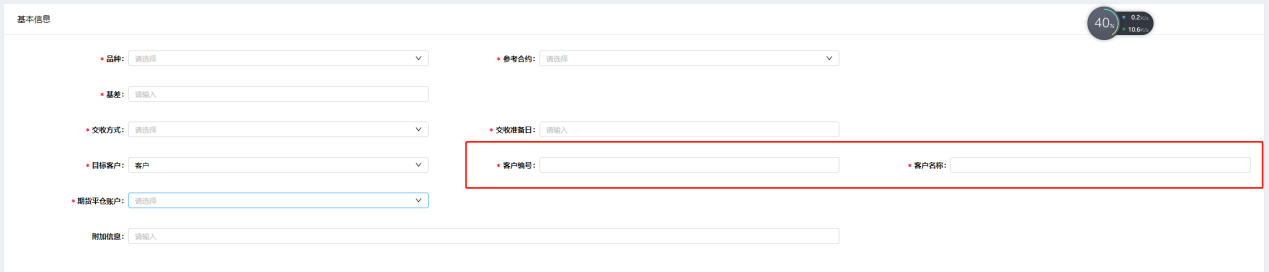 基本信息
40% 0.2K/s
10.6K/s
* 品种: 请选择 * 参考合约: 请选择
* 基差: 请输入
* 交收方式: 请选择 * 交收准备日: 请输入
* 目标客户: 客户 * 客户编号: * 客户名称:
* 期货平仓账户: 请选择
附加信息: 请输入